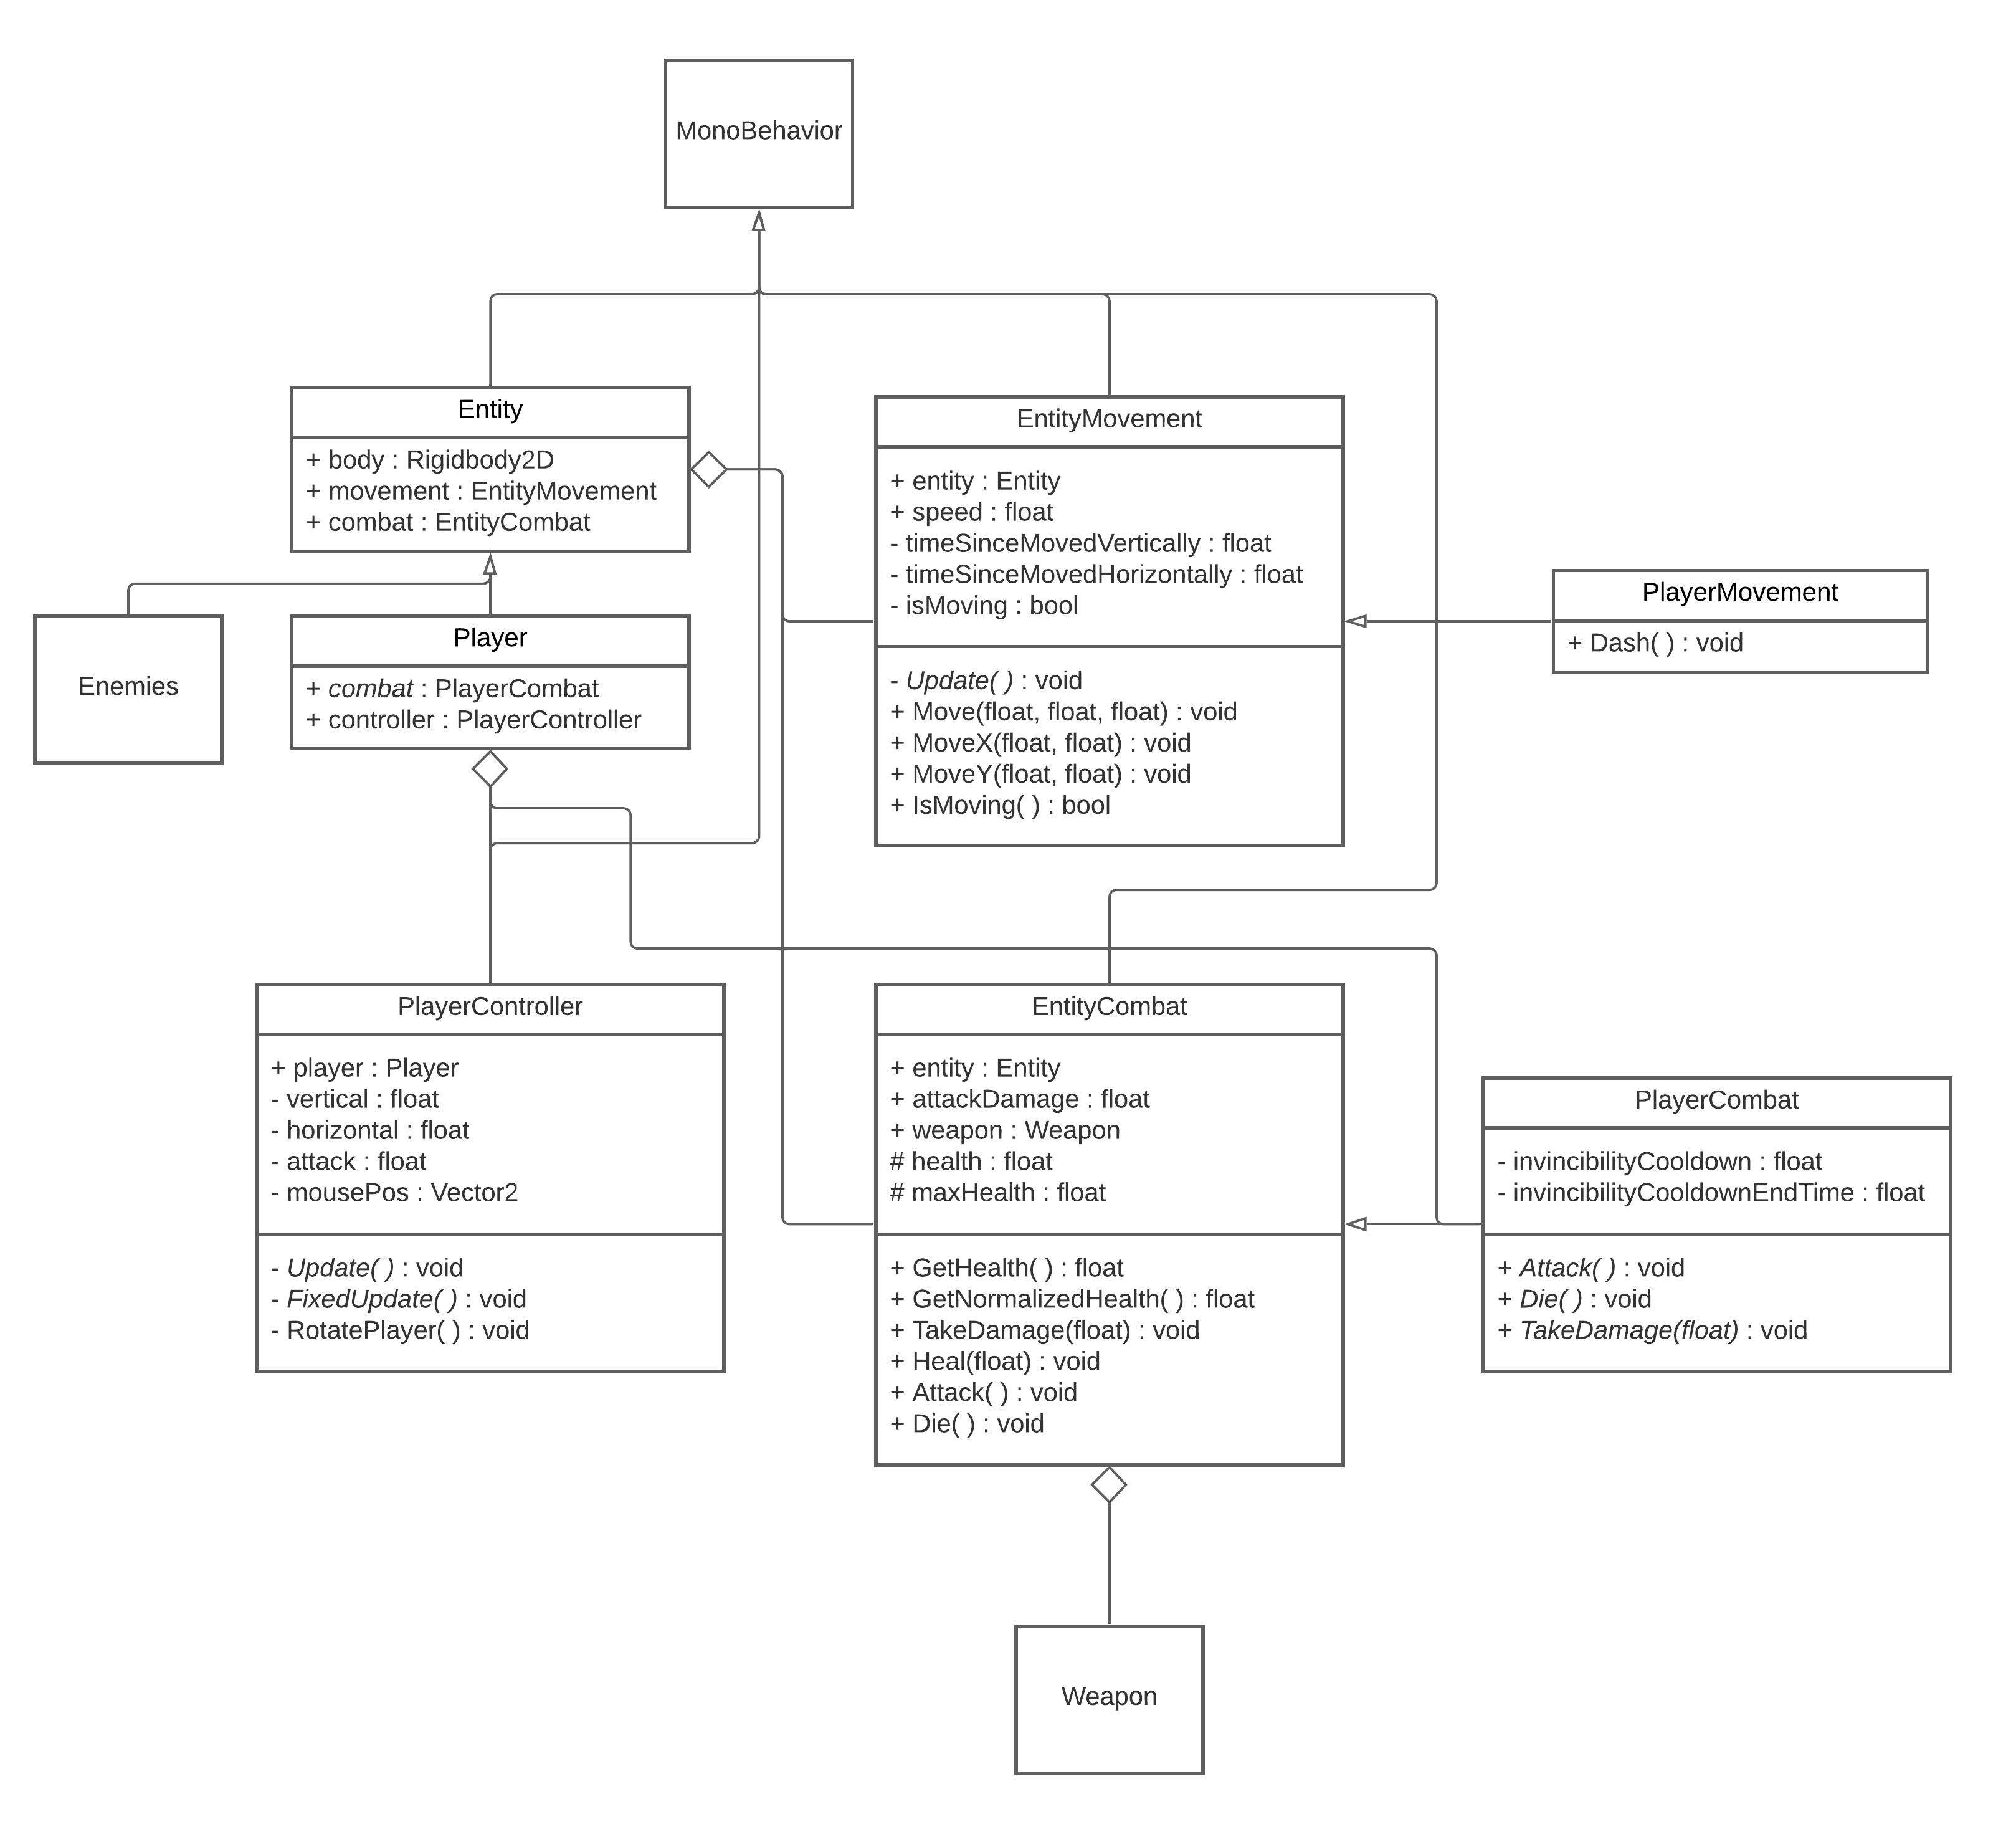 MonoBehavior
Entity
+ body : Rigidbody2D
+ movement : EntityMovement
+ combat : EntityCombat
EntityMovement
+ entity : Entity
+ speed : float
- timeSinceMovedVertically : float
- timeSinceMovedHorizontally : float
- isMoving : bool
- Update( ) : void
+ Move(float, float, float) : void
+ MoveX(float, float) : void
+ MoveY(float, float) : void
+ IsMoving( ) : bool
PlayerMovement
+ Dash( ) : void
Enemies
Player
+ combat : PlayerCombat
+ controller : PlayerController
PlayerController
+ player : Player
- vertical : float
- horizontal : float
- attack : float
- mousePos : Vector2
- Update( ) : void
- FixedUpdate( ) : void
- RotatePlayer( ) : void
EntityCombat
+ entity : Entity
+ attackDamage : float
+ weapon : Weapon
# health : float
# maxHealth : float
+ GetHealth( ) : float
+ GetNormalizedHealth( ) : float
+ TakeDamage(float) : void
+ Heal(float) : void
+ Attack( ) : void
+ Die( ) : void
PlayerCombat
- invincibilityCooldown : float
- invincibilityCooldownEndTime : float
+ Attack( ) : void
+ Die( ) : void
+ TakeDamage(float) : void
Weapon